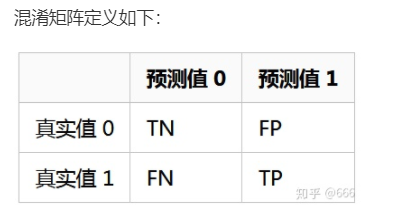 混淆矩阵定义如下：
预测值 0 预测值 1
真实值 0 TN FP
真实值 1 FN TP
知乎 @666